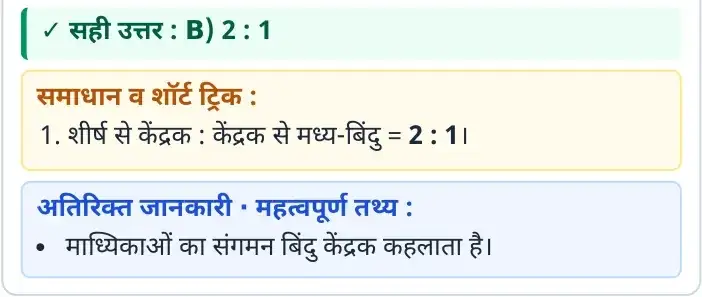 ✓ सही उत्तर : B) 2 : 1
समाधान व शॉर्ट ट्रिक :
1. शीर्ष से केंद्रक : केंद्रक से मध्य-बिंदु = 2 : 1।
अतिरिक्त जानकारी · महत्वपूर्ण तथ्य :
• माध्यिकाओं का संगमन बिंदु केंद्रक कहलाता है।